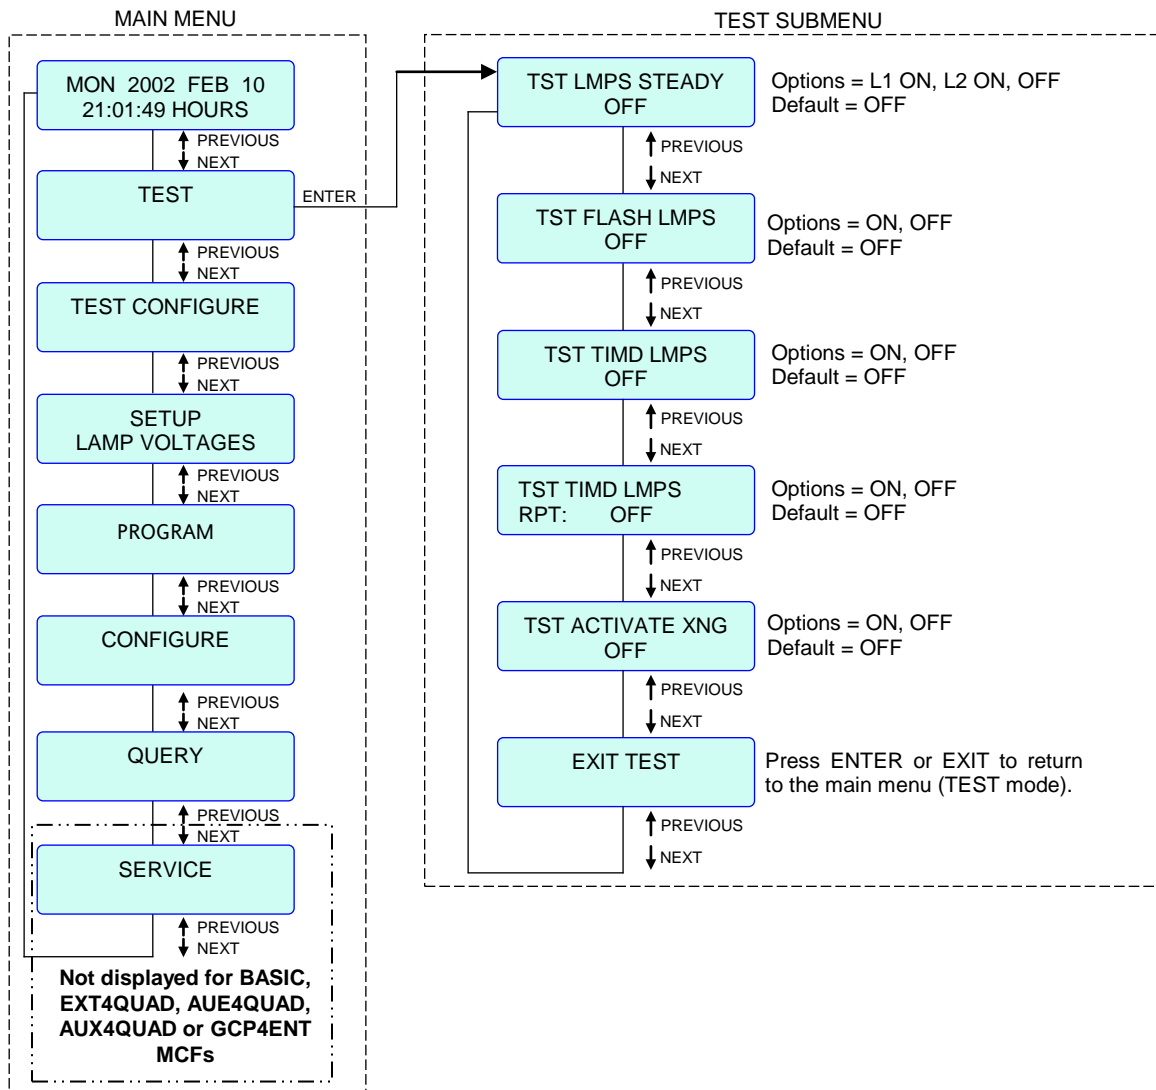 MAIN MENU
MON 2002 FEB 10
21:01:49 HOURS
PREVIOUS
NEXT
TEST
ENTER
PREVIOUS
NEXT
TEST CONFIGURE
PREVIOUS
NEXT
SETUP
LAMP VOLTAGES
PREVIOUS
NEXT
PROGRAM
PREVIOUS
NEXT
CONFIGURE
PREVIOUS
NEXT
QUERY
PREVIOUS
NEXT
SERVICE
PREVIOUS
NEXT
Not displayed for BASIC,
EXT4QUAD, AUE4QUAD,
AUX4QUAD or GCP4ENT
MCFs
TEST SUBMENU
TST LMPS STEADY
OFF
Options = L1 ON, L2 ON, OFF
Default = OFF
PREVIOUS
NEXT
TST FLASH LMPS
OFF
Options = ON, OFF
Default = OFF
PREVIOUS
NEXT
TST TIMD LMPS
OFF
Options = ON, OFF
Default = OFF
PREVIOUS
NEXT
TST TIMD LMPS
RPT: OFF
Options = ON, OFF
Default = OFF
PREVIOUS
NEXT
TST ACTIVATE XNG
OFF
Options = ON, OFF
Default = OFF
PREVIOUS
NEXT
EXIT TEST
Press ENTER or EXIT to return
to the main menu (TEST mode).
PREVIOUS
NEXT